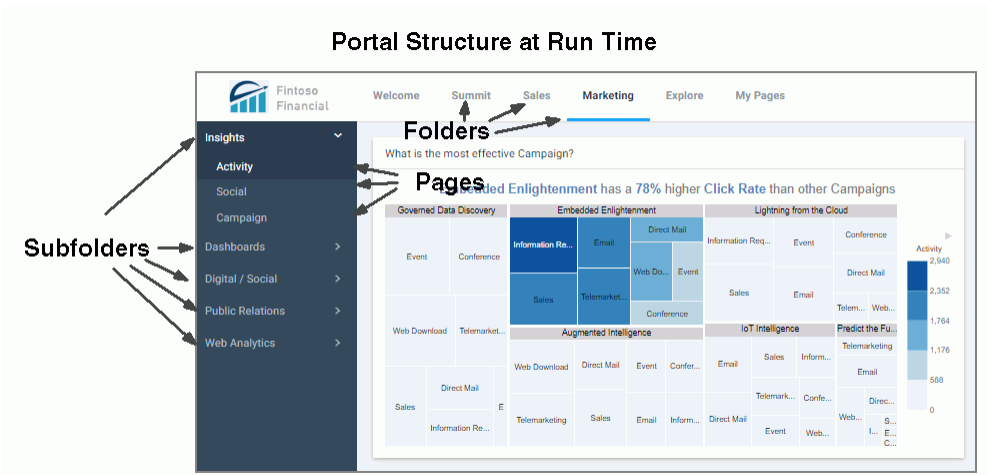 Portal Structure at Run Time
Fintoso
Financial
Welcome
Summit
Sales
Marketing
Explore
My Pages
Folders
Insights
Activity
Social
Campaign
Dashboards
Digital / Social
Public Relations
Web Analytics
Subfolders
Pages
What is the most effective Campaign?
Embedded Enlightenment has a 78% higher Click Rate than other Campaigns
Governed Data Discovery
Event
Conference
Web Download
Telemarket...
Sales
Direct Mail
Information Re...
E
Embedded Enlightenment
Information Re...
Email
Direct Mail
Web Do...
Event
Sales
Telemarket...
Conference
Augmented Intelligence
Web Download
Direct Mail
Event
Confer...
Telemarketing
Sales
Email
Inform...
Lightning from the Cloud
Information Req...
Event
Conference
Direct Mail
Sales
Email
Telem...
Web...
IoT Intelligence
Email
Sales
Inform...
Telemark...
Confe...
Direct Mail
Event
Web...
Predict the Fu...
Telemarketing
Email
Web...
Direc...
I...
S...
E...
C...
Activity
2,940
2,352
1,764
1,176
588
0